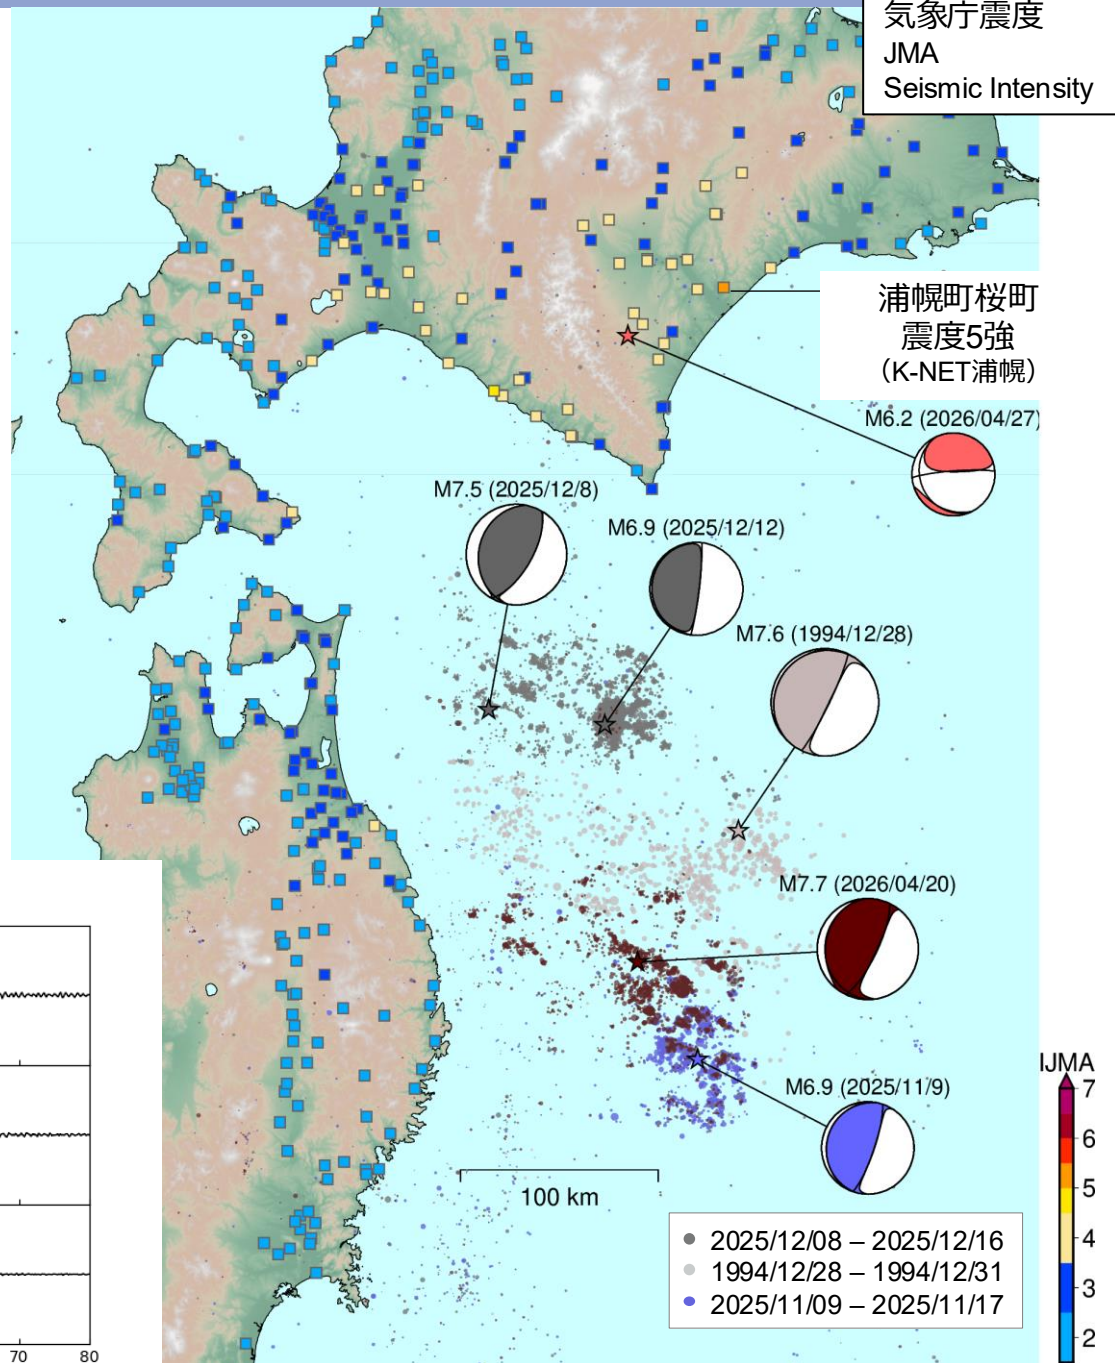 気象庁震度
JMA
Seismic Intensity
浦幌町桜町
震度5強
（K-NET浦幌）
M6.2 (2026/04/27)
M7.5 (2025/12/8)
M6.9 (2025/12/12)
M7.6 (1994/12/28)
M7.7 (2026/04/20)
M6.9 (2025/11/9)
100 km
2025/12/08 – 2025/12/16
1994/12/28 – 1994/12/31
2025/11/09 – 2025/11/17
IJMA
7
6
5
4
3
2
70 80